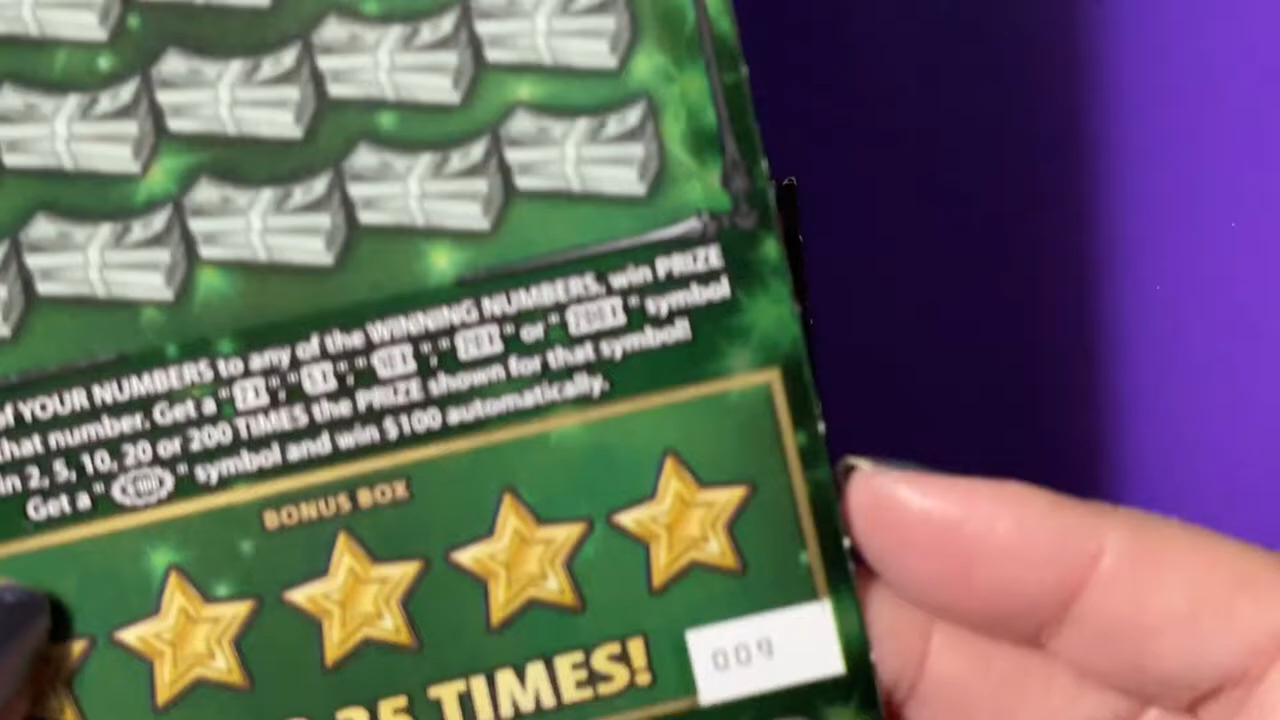 of YOUR NUMBERS to any of the WINNING NUMBERS, win PRIZE
that number. Get a " ", " ", " ", " " or " " symbol
in 2, 5, 10, 20 or 200 TIMES the PRIZE shown for that symbol!
Get a " " symbol and win $100 automatically.
BONUS BOX
25 TIMES!
009